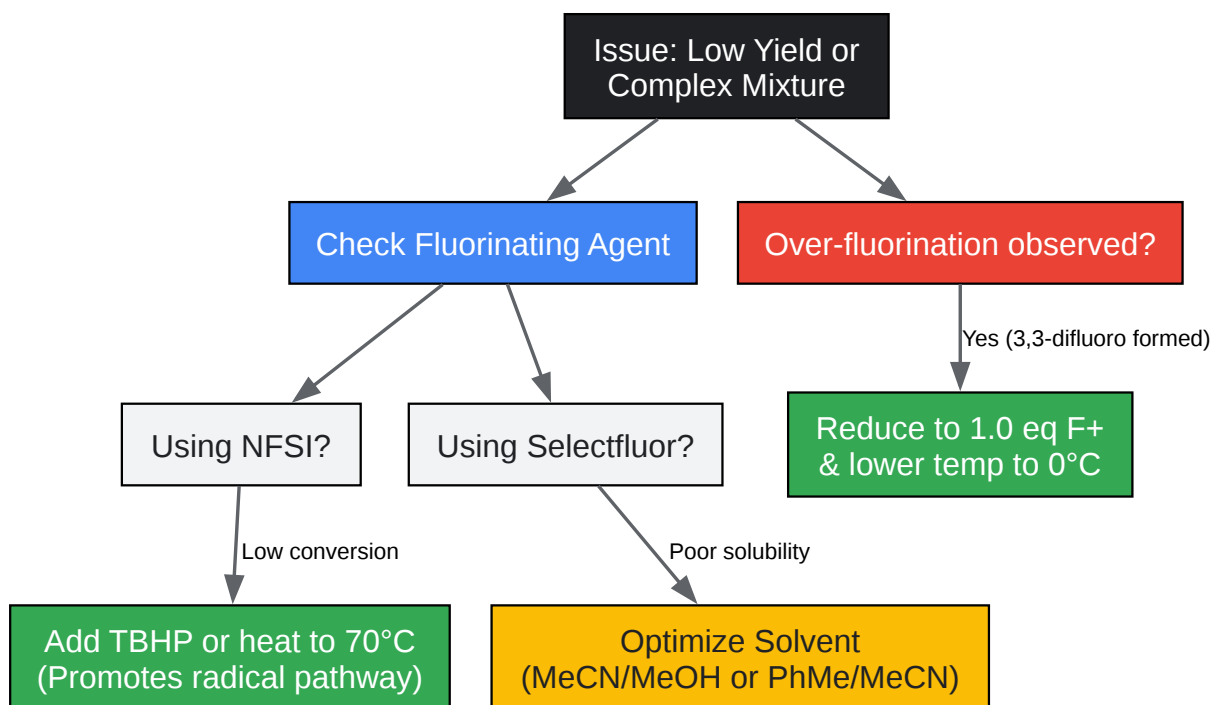 Issue: Low Yield or
Complex Mixture
Check Fluorinating Agent
Over-fluorination observed?
Yes (3,3-difluoro formed)
Using NFSI?
Using Selectfluor?
Reduce to 1.0 eq F+
& lower temp to 0°C
Low conversion
Poor solubility
Add TBHP or heat to 70°C
(Promotes radical pathway)
Optimize Solvent
(MeCN/MeOH or PhMe/MeCN)